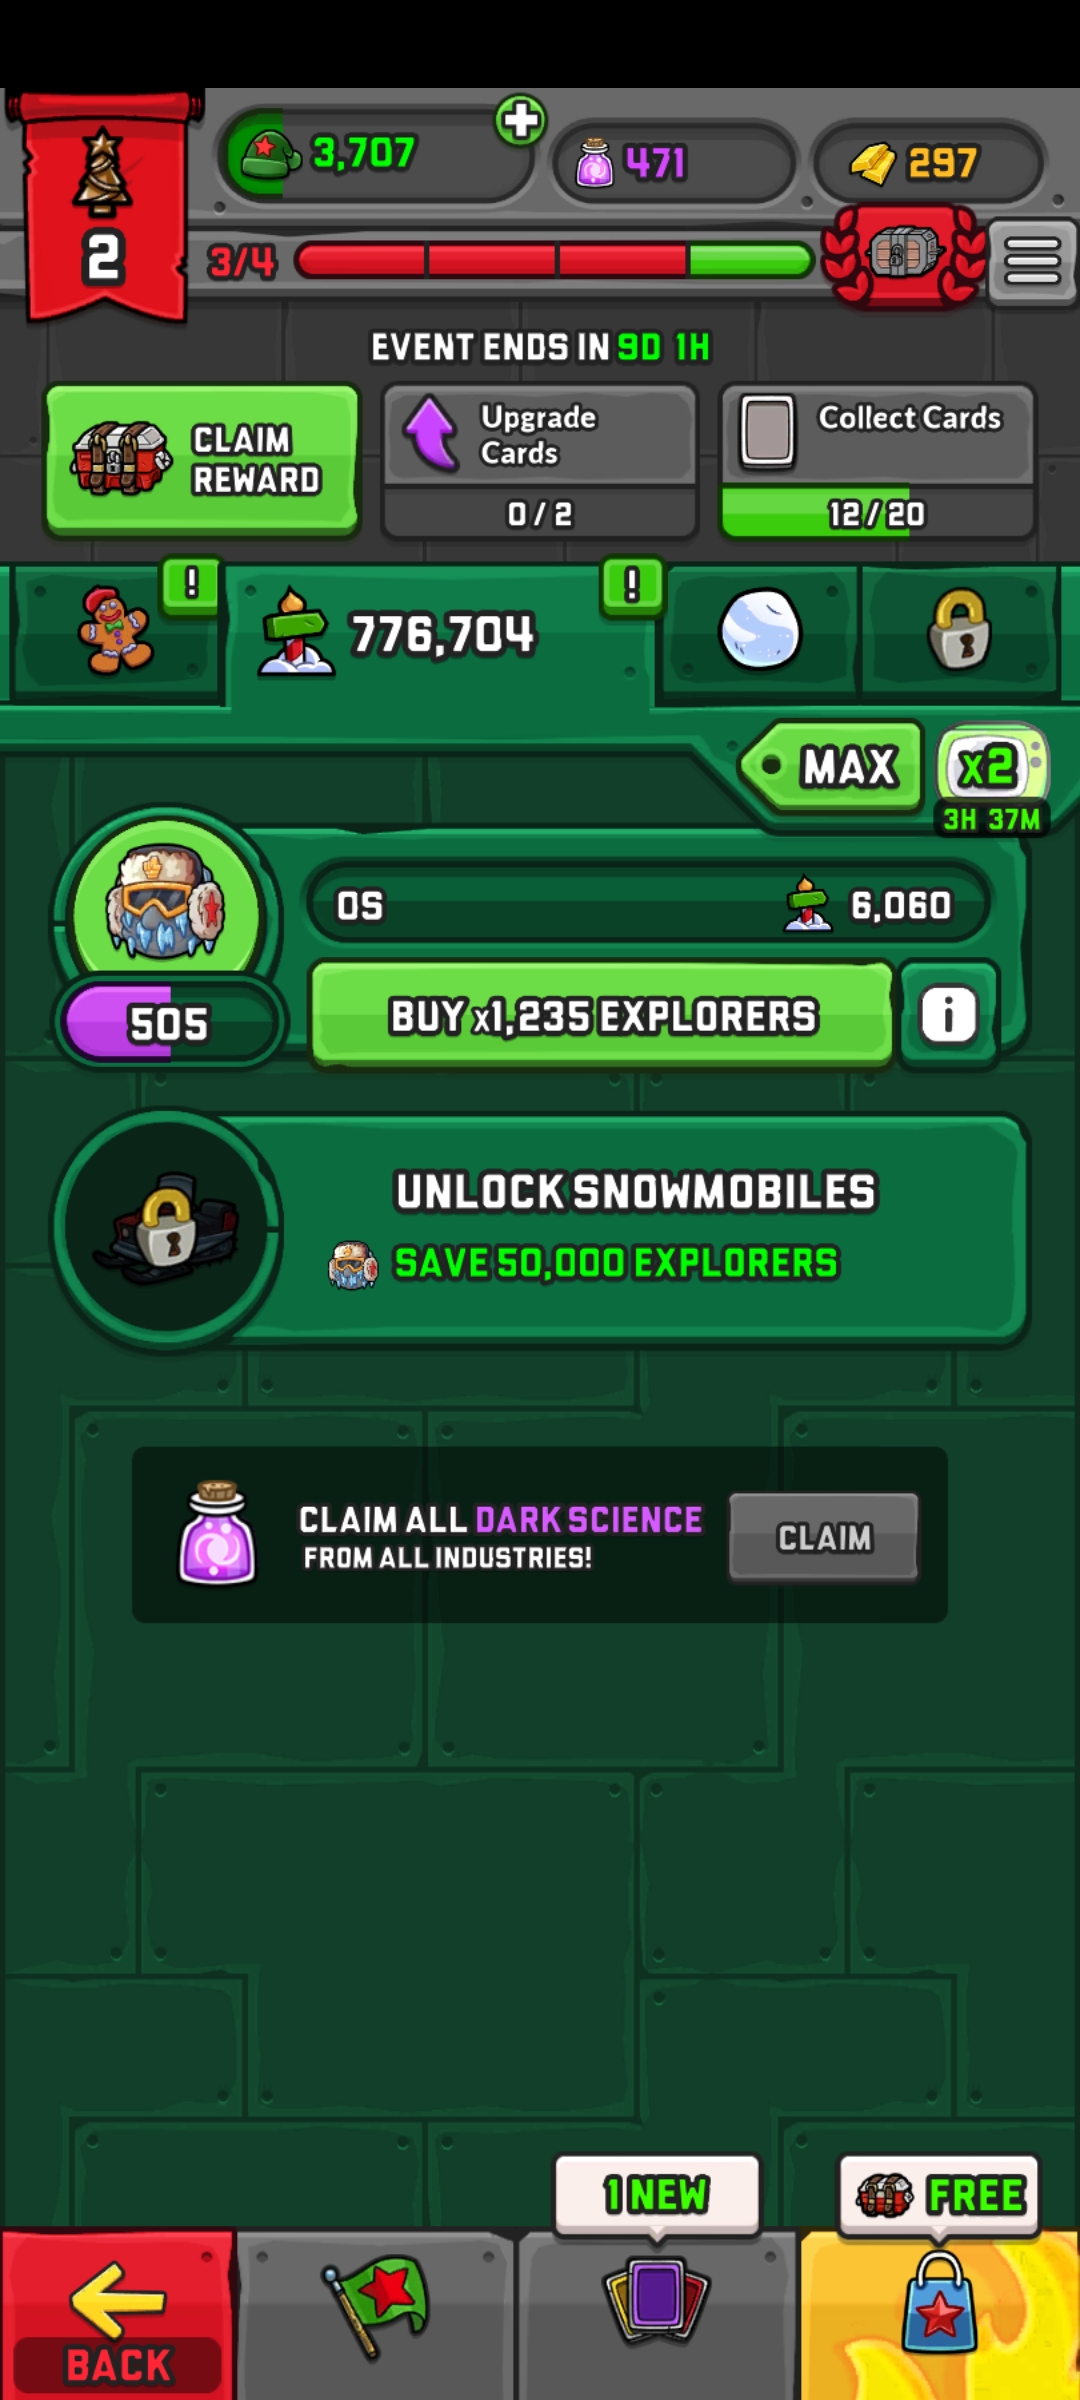 3,707
471
297
2
3/4
EVENT ENDS IN 9D 1H
CLAIM
REWARD
Upgrade
Cards
0/2
Collect Cards
12/20
!
776,704
!
MAX
x2
3H 37M
0S
6,060
505
BUY x1,235 EXPLORERS
i
UNLOCK SNOWMOBILES
SAVE 50,000 EXPLORERS
CLAIM ALL DARK SCIENCE
FROM ALL INDUSTRIES!
CLAIM
1 NEW
FREE
BACK